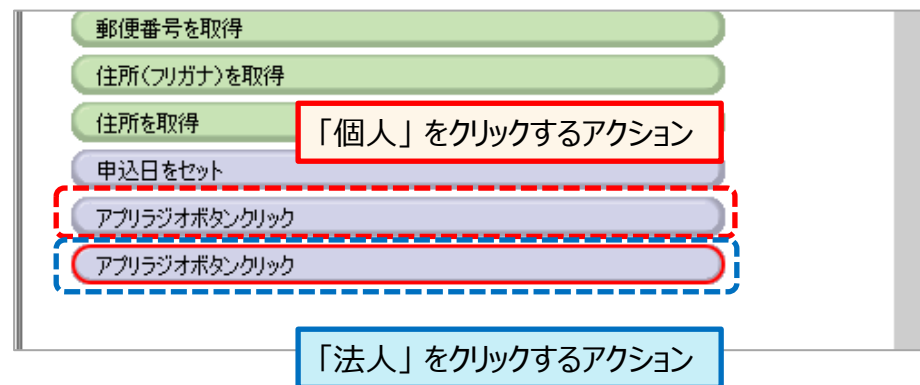 郵便番号を取得
住所(フリガナ)を取得
住所を取得
「個人」をクリックするアクション
申込日をセット
アプリラジオボタンクリック
アプリラジオボタンクリック
「法人」をクリックするアクション